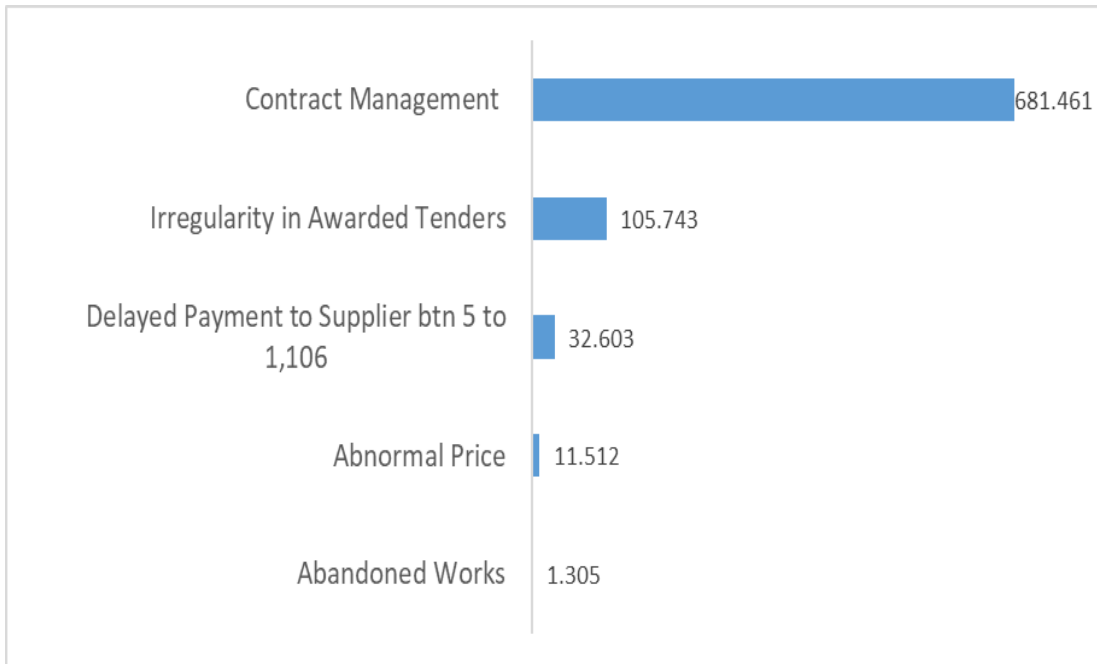 Contract Management
681.461
Irregularity in Awarded Tenders
105.743
Delayed Payment to Supplier btn 5 to
1,106
32.603
Abnormal Price
11.512
Abandoned Works
1.305